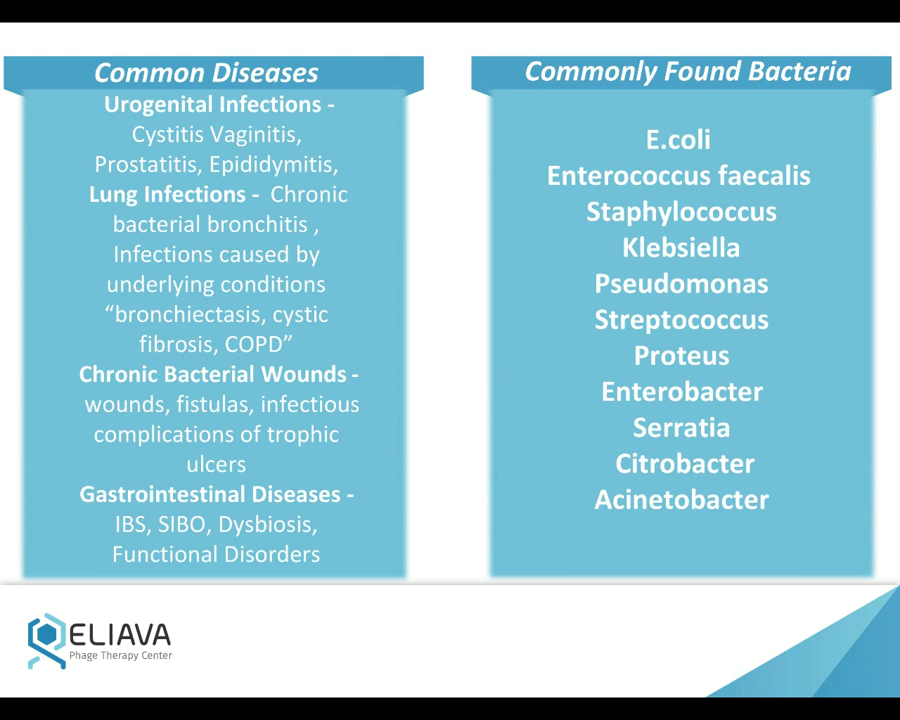 Common Diseases
Urogenital Infections -
Cystitis Vaginitis,
Prostatitis, Epididymitis,
Lung Infections - Chronic
bacterial bronchitis ,
Infections caused by
underlying conditions
“bronchiectasis, cystic
fibrosis, COPD”
Chronic Bacterial Wounds -
wounds, fistulas, infectious
complications of trophic
ulcers
Gastrointestinal Diseases -
IBS, SIBO, Dysbiosis,
Functional Disorders
Commonly Found Bacteria
E.coli
Enterococcus faecalis
Staphylococcus
Klebsiella
Pseudomonas
Streptococcus
Proteus
Enterobacter
Serratia
Citrobacter
Acinetobacter
ELIAVA
Phage Therapy Center